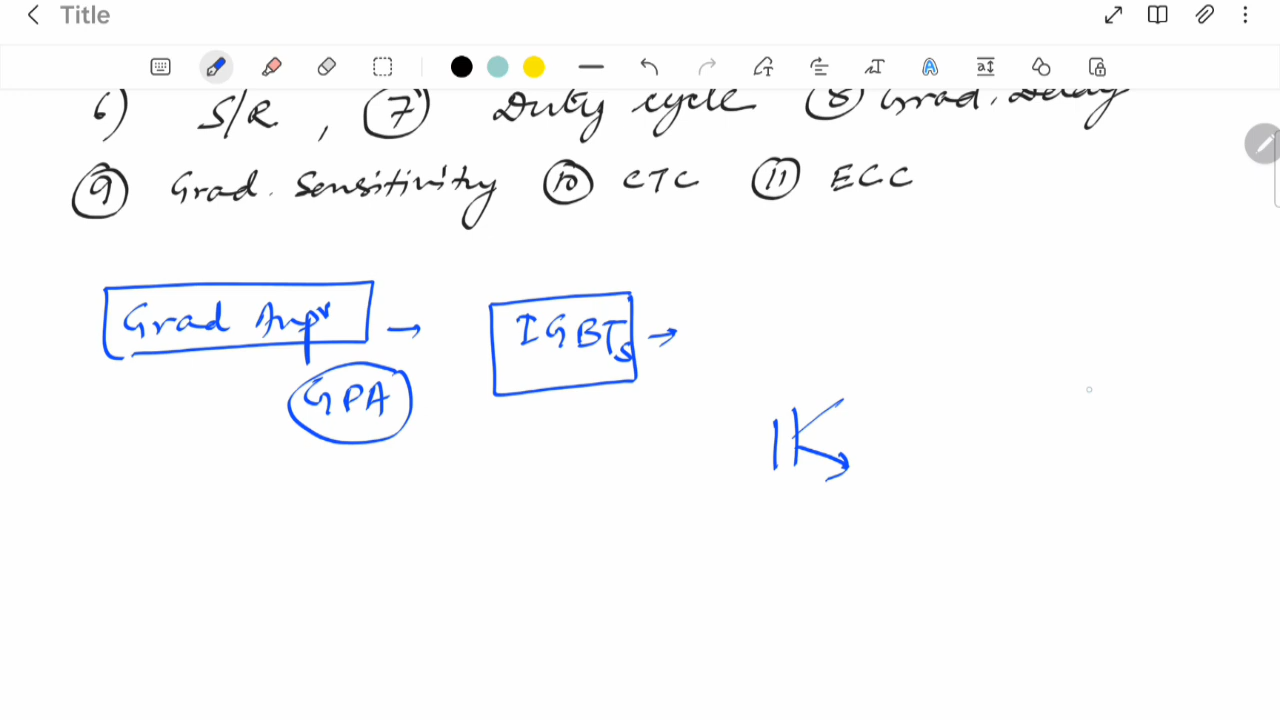 Title
6) S/R, (7) Duty cycle (8) Grad. Delay
(9) Grad. Sensitivity (10) CTC (11) ECC
Grad Ampr → IGBTs →
GPA